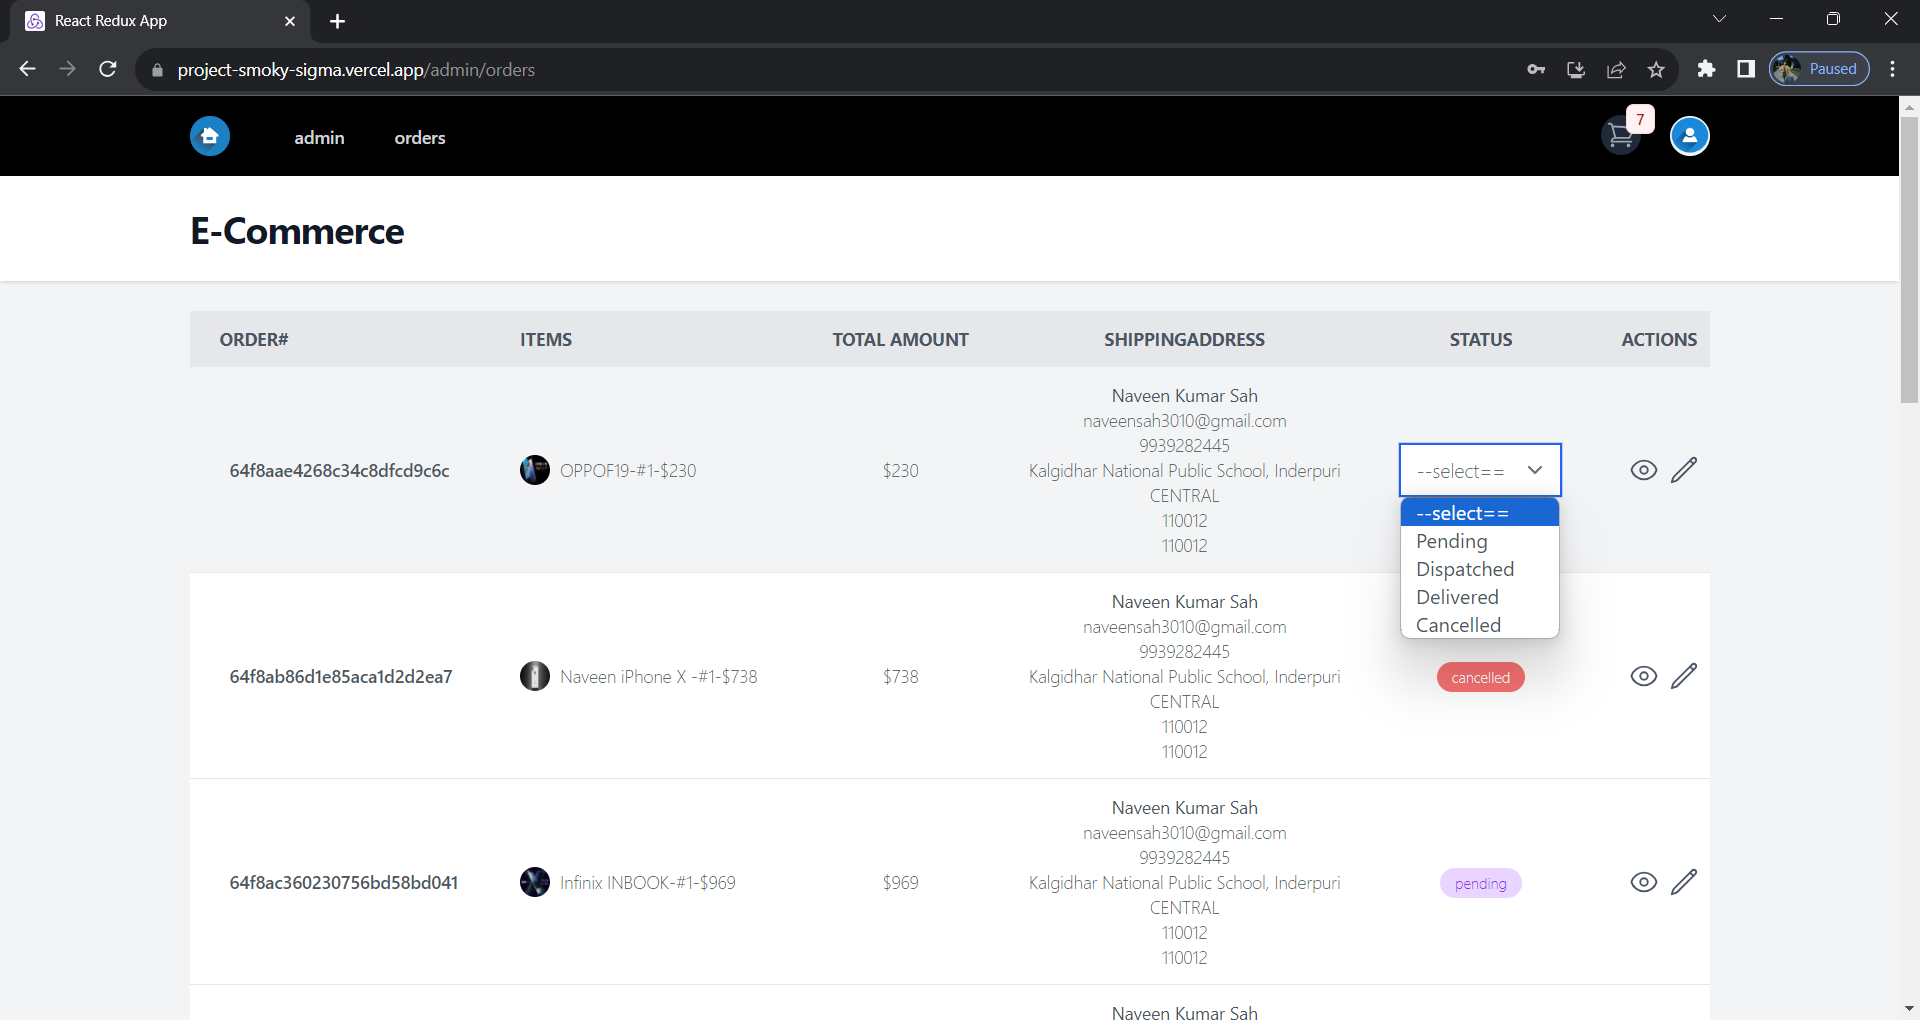 React Redux App
project-smoky-sigma.vercel.app/admin/orders
Paused
admin orders
7
E-Commerce
ORDER# ITEMS TOTAL AMOUNT SHIPPINGADDRESS STATUS ACTIONS
Naveen Kumar Sah
naveensah3010@gmail.com
9939282445
64f8aae4268c34c8dfcd9c6c OPPOF19-#1-$230 $230 Kalgidhar National Public School, Inderpuri --select==
CENTRAL
110012
110012
--select==
Pending
Dispatched
Delivered
Cancelled
Naveen Kumar Sah
naveensah3010@gmail.com
9939282445
64f8ab86d1e85aca1d2d2ea7 Naveen iPhone X -#1-$738 $738 Kalgidhar National Public School, Inderpuri cancelled
CENTRAL
110012
110012
Naveen Kumar Sah
naveensah3010@gmail.com
9939282445
64f8ac360230756bd58bd041 Infinix INBOOK-#1-$969 $969 Kalgidhar National Public School, Inderpuri pending
CENTRAL
110012
110012
Naveen Kumar Sah